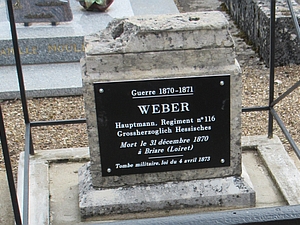 Guerre 1870-1871
WEBER
Hauptmann, Regiment n° 116
Grossherzoglich Hessisches
Mort le 31 décembre 1870
à Briare (Loiret)
Tombe militaire, loi du 4 avril 1873